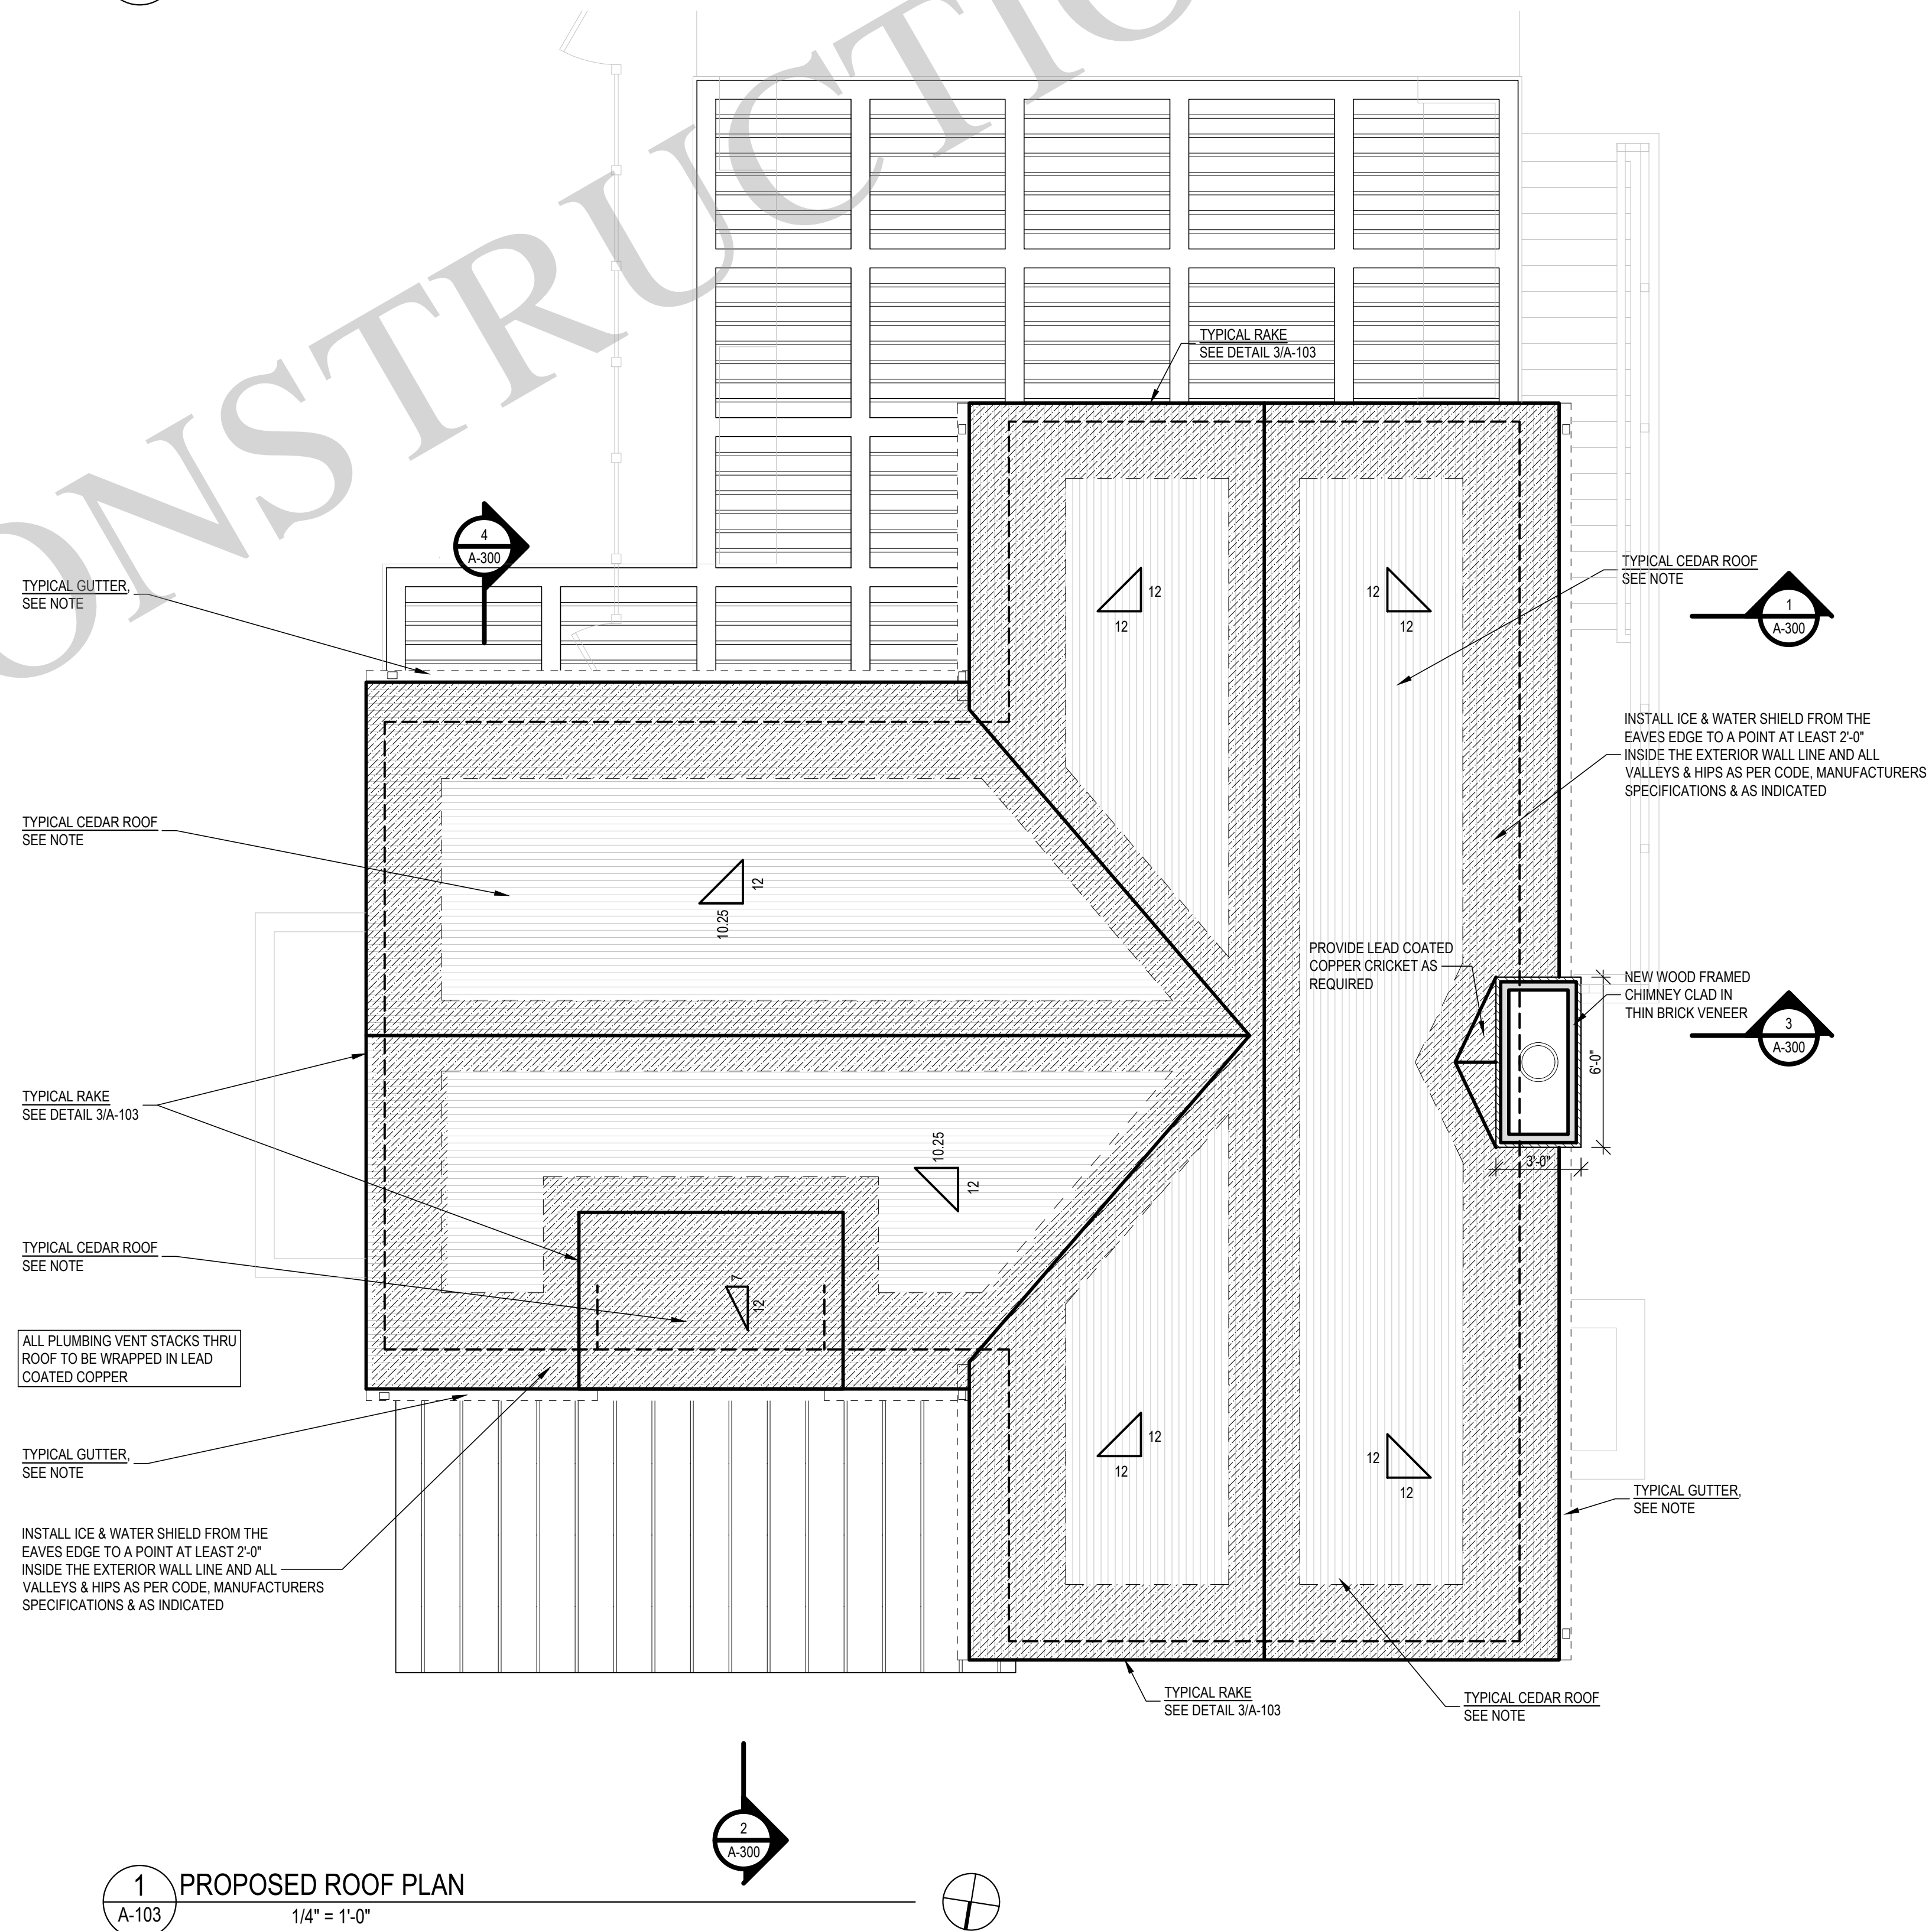 CONSTRUCTIO
TYPICAL RAKE
SEE DETAIL 3/A-103
4
A-300
TYPICAL GUTTER,
SEE NOTE
12
12
12
12
TYPICAL CEDAR ROOF
SEE NOTE
1
A-300
INSTALL ICE & WATER SHIELD FROM THE
EAVES EDGE TO A POINT AT LEAST 2'-0"
INSIDE THE EXTERIOR WALL LINE AND ALL
VALLEYS & HIPS AS PER CODE, MANUFACTURERS
SPECIFICATIONS & AS INDICATED
TYPICAL CEDAR ROOF
SEE NOTE
12
10.25
PROVIDE LEAD COATED
COPPER CRICKET AS
REQUIRED
NEW WOOD FRAMED
CHIMNEY CLAD IN
THIN BRICK VENEER
3
A-300
6'-0"
3'-0"
TYPICAL RAKE
SEE DETAIL 3/A-103
10.25
12
TYPICAL CEDAR ROOF
SEE NOTE
7
12
ALL PLUMBING VENT STACKS THRU
ROOF TO BE WRAPPED IN LEAD
COATED COPPER
TYPICAL GUTTER,
SEE NOTE
12
12
12
12
TYPICAL GUTTER,
SEE NOTE
INSTALL ICE & WATER SHIELD FROM THE
EAVES EDGE TO A POINT AT LEAST 2'-0"
INSIDE THE EXTERIOR WALL LINE AND ALL
VALLEYS & HIPS AS PER CODE, MANUFACTURERS
SPECIFICATIONS & AS INDICATED
TYPICAL RAKE
SEE DETAIL 3/A-103
TYPICAL CEDAR ROOF
SEE NOTE
2
A-300
1
A-103
PROPOSED ROOF PLAN
1/4" = 1'-0"